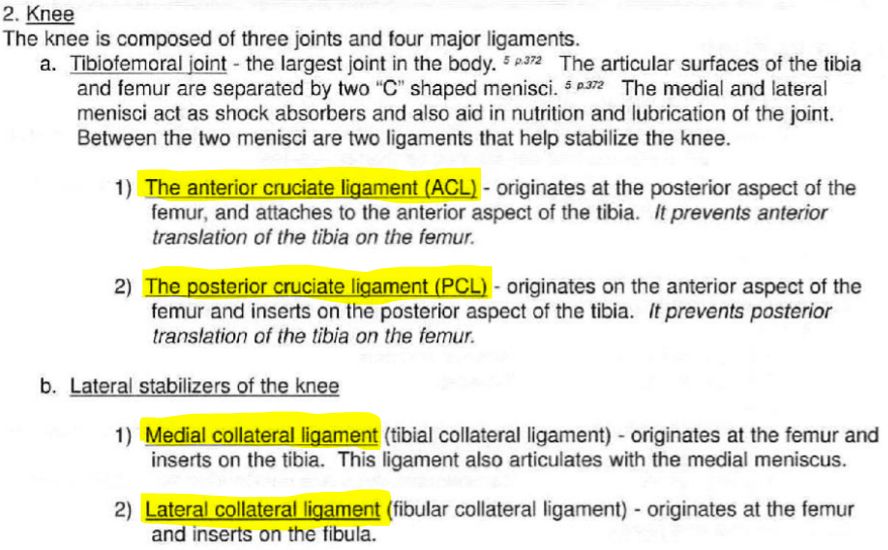 2. Knee
The knee is composed of three joints and four major ligaments.
a. Tibiofemoral joint - the largest joint in the body. 5 p.372 The articular surfaces of the tibia
and femur are separated by two “C” shaped menisci. 5 p.372 The medial and lateral
menisci act as shock absorbers and also aid in nutrition and lubrication of the joint.
Between the two menisci are two ligaments that help stabilize the knee.
1) The anterior cruciate ligament (ACL) - originates at the posterior aspect of the
femur, and attaches to the anterior aspect of the tibia. It prevents anterior
translation of the tibia on the femur.
2) The posterior cruciate ligament (PCL) - originates on the anterior aspect of the
femur and inserts on the posterior aspect of the tibia. It prevents posterior
translation of the tibia on the femur.
b. Lateral stabilizers of the knee
1) Medial collateral ligament (tibial collateral ligament) - originates at the femur and
inserts on the tibia. This ligament also articulates with the medial meniscus.
2) Lateral collateral ligament (fibular collateral ligament) - originates at the femur
and inserts on the fibula.